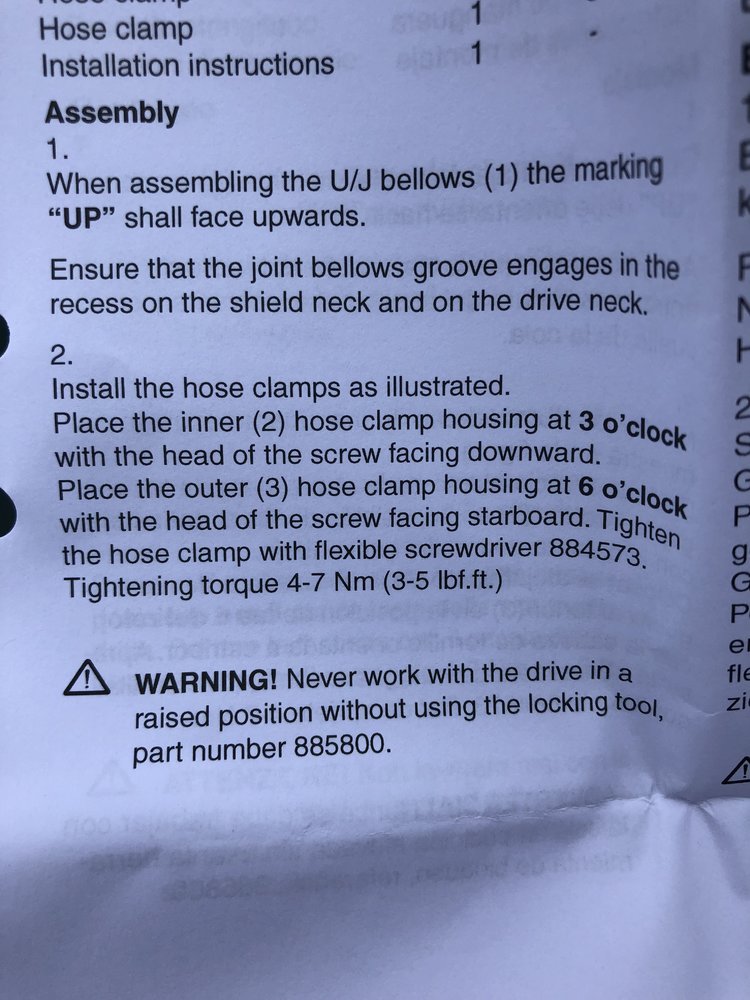 Hose clamp
Hose clamp 1
Installation instructions 1
Assembly
1.
When assembling the U/J bellows (1) the marking
“UP” shall face upwards.
Ensure that the joint bellows groove engages in the
recess on the shield neck and on the drive neck.
2.
Install the hose clamps as illustrated.
Place the inner (2) hose clamp housing at 3 o’clock
with the head of the screw facing downward.
Place the outer (3) hose clamp housing at 6 o’clock
with the head of the screw facing starboard. Tighten
the hose clamp with flexible screwdriver 884573.
Tightening torque 4-7 Nm (3-5 lbf.ft.)
WARNING! Never work with the drive in a
raised position without using the locking tool,
part number 885800.